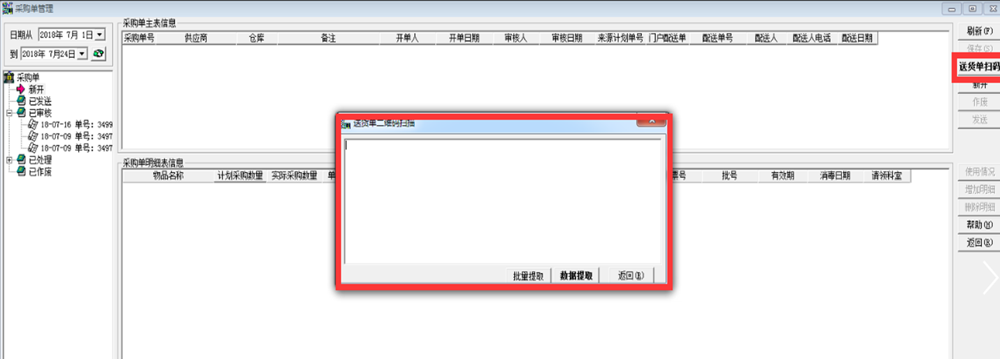 采购单管理
日期从 2018年 7月 1日
到 2018年 7月24日
采购单
新开
已发送
已审核
18-07-16 单号: 3499
18-07-09 单号: 3497
18-07-09 单号: 3497
已处理
已作废
采购单主表信息
采购单号 供应商 仓库 备注 开单人 开单日期 审核人 审核日期 来源计划单号 门户配送单 配送单号 配送人 配送人电话 配送日期
采购单明细表信息
物品名称 计划采购数量 实际采购数量 单 票号 批号 有效期 消毒日期 请领科室
送货单二维码扫描
批量提取 数据提取 返回(R)
刷新(F)
保存(S)
送货单扫码
新开
作废
发送
使用情况
增加明细
删除明细
帮助(H)
返回(R)